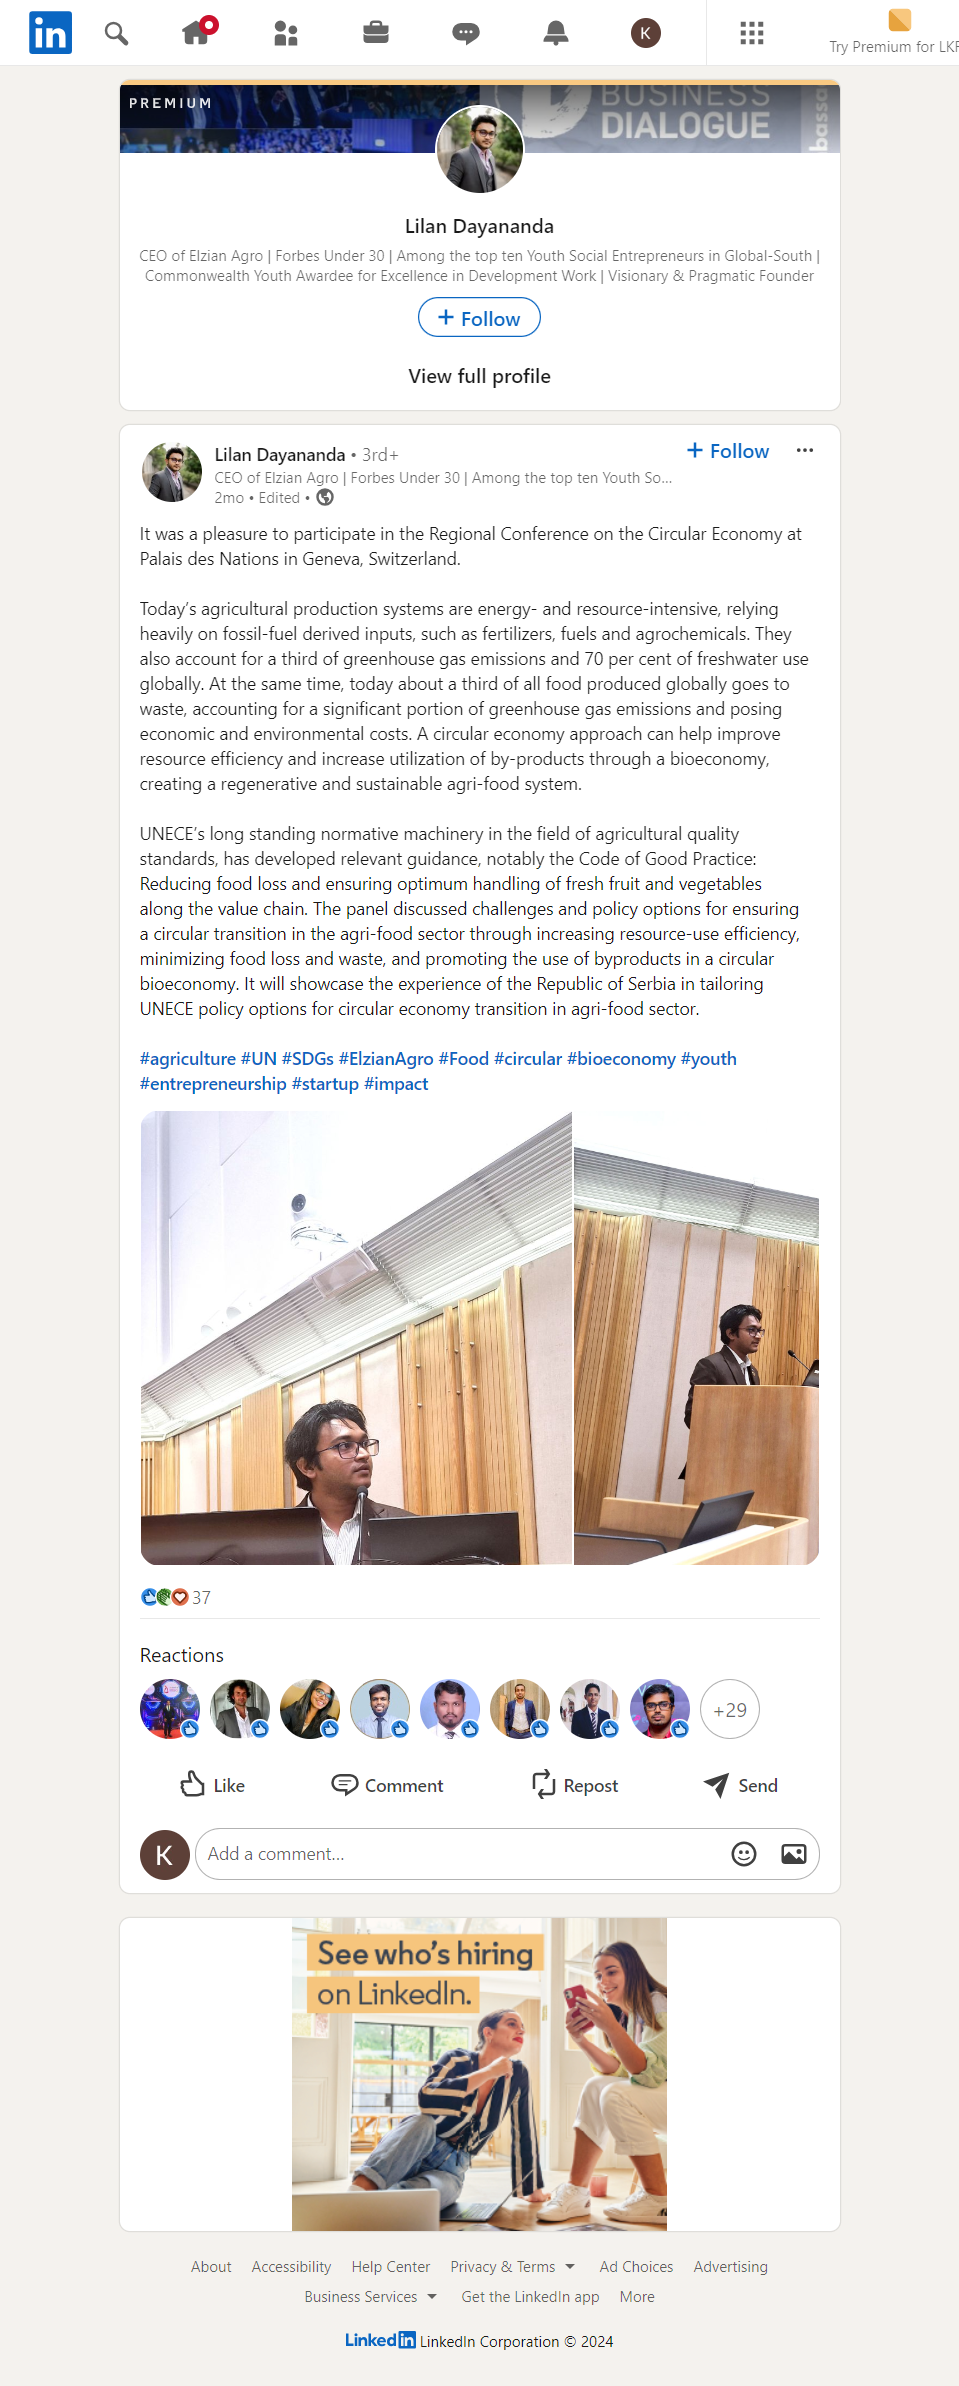 in
K
Try Premium for LKR
PREMIUM
BUSINESS
DIALOGUE
bassa
Lilan Dayananda
CEO of Elzian Agro | Forbes Under 30 | Among the top ten Youth Social Entrepreneurs in Global-South |
Commonwealth Youth Awardee for Excellence in Development Work | Visionary & Pragmatic Founder
+ Follow
View full profile
Lilan Dayananda • 3rd+
+ Follow ...
CEO of Elzian Agro | Forbes Under 30 | Among the top ten Youth So...
2mo • Edited •
It was a pleasure to participate in the Regional Conference on the Circular Economy at
Palais des Nations in Geneva, Switzerland.
Today’s agricultural production systems are energy- and resource-intensive, relying
heavily on fossil-fuel derived inputs, such as fertilizers, fuels and agrochemicals. They
also account for a third of greenhouse gas emissions and 70 per cent of freshwater use
globally. At the same time, today about a third of all food produced globally goes to
waste, accounting for a significant portion of greenhouse gas emissions and posing
economic and environmental costs. A circular economy approach can help improve
resource efficiency and increase utilization of by-products through a bioeconomy,
creating a regenerative and sustainable agri-food system.
UNECE’s long standing normative machinery in the field of agricultural quality
standards, has developed relevant guidance, notably the Code of Good Practice:
Reducing food loss and ensuring optimum handling of fresh fruit and vegetables
along the value chain. The panel discussed challenges and policy options for ensuring
a circular transition in the agri-food sector through increasing resource-use efficiency,
minimizing food loss and waste, and promoting the use of byproducts in a circular
bioeconomy. It will showcase the experience of the Republic of Serbia in tailoring
UNECE policy options for circular economy transition in agri-food sector.
#agriculture #UN #SDGs #ElzianAgro #Food #circular #bioeconomy #youth
#entrepreneurship #startup #impact
37
Reactions
+29
Like Comment Repost Send
K
Add a comment...
See who’s hiring
on LinkedIn.
About Accessibility Help Center Privacy & Terms Ad Choices Advertising
Business Services Get the LinkedIn app More
LinkedIn LinkedIn Corporation © 2024